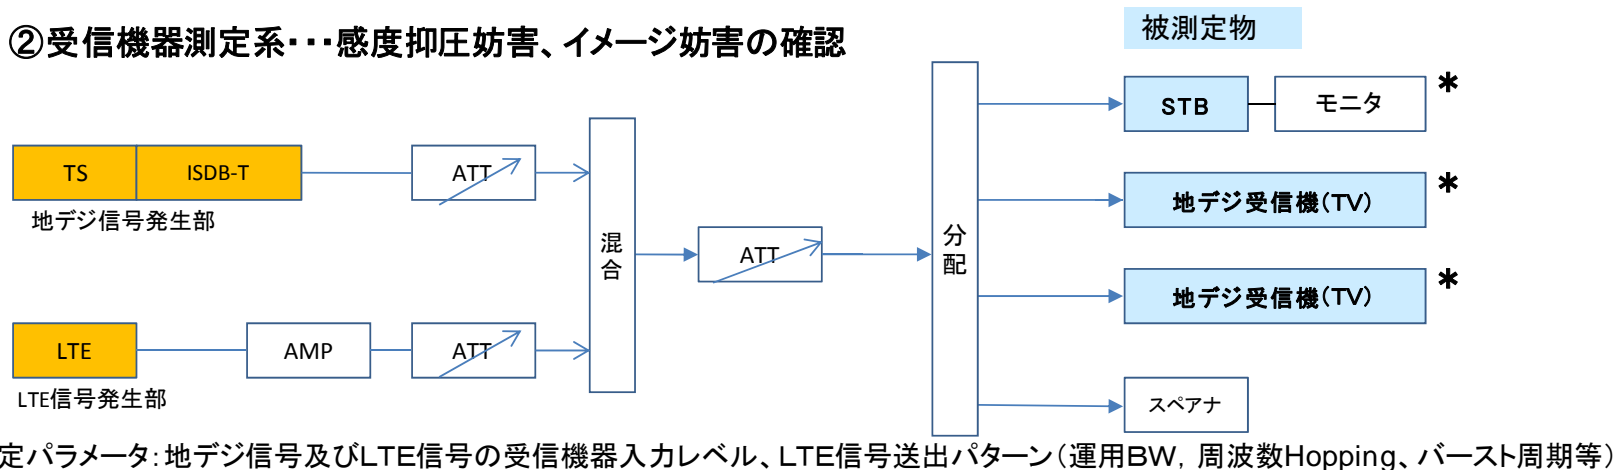 ②受信機器測定系・・・感度抑圧妨害、イメージ妨害の確認
被測定物
STB
モニタ
*
TS
ISDB-T
ATT
地デジ信号発生部
混合
ATT
分配
地デジ受信機(TV)
*
地デジ受信機(TV)
*
LTE
AMP
ATT
LTE信号発生部
スペアナ
定パラメータ:地デジ信号及びLTE信号の受信機器入力レベル、LTE信号送出パターン(運用BW, 周波数Hopping、バースト周期等)